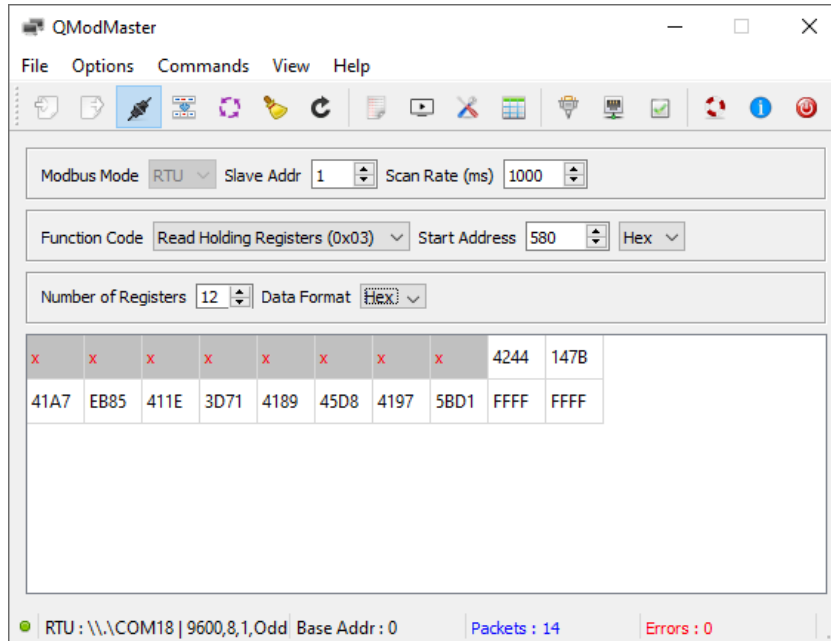 QModMaster
File Options Commands View Help
Modbus Mode RTU Slave Addr 1 Scan Rate (ms) 1000
Function Code Read Holding Registers (0x03) Start Address 580 Hex
Number of Registers 12 Data Format Hex
x x x x x x x x 4244 147B
41A7 EB85 411E 3D71 4189 45D8 4197 5BD1 FFFF FFFF
RTU : \\.\COM18 | 9600,8,1,Odd Base Addr : 0 Packets : 14 Errors : 0